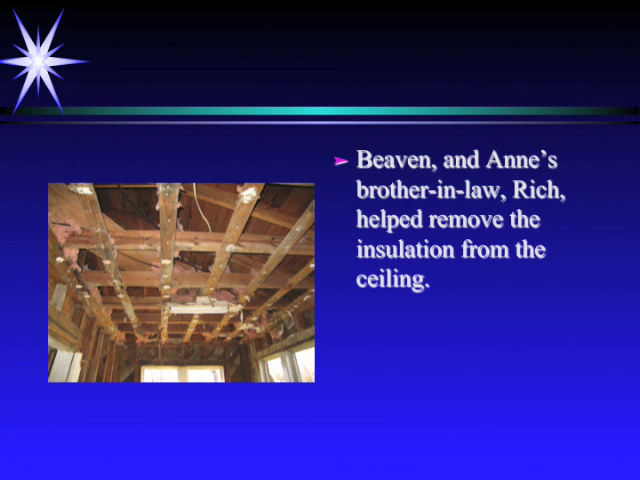 Beaven, and Anne’s
brother-in-law, Rich,
helped remove the
insulation from the
ceiling.